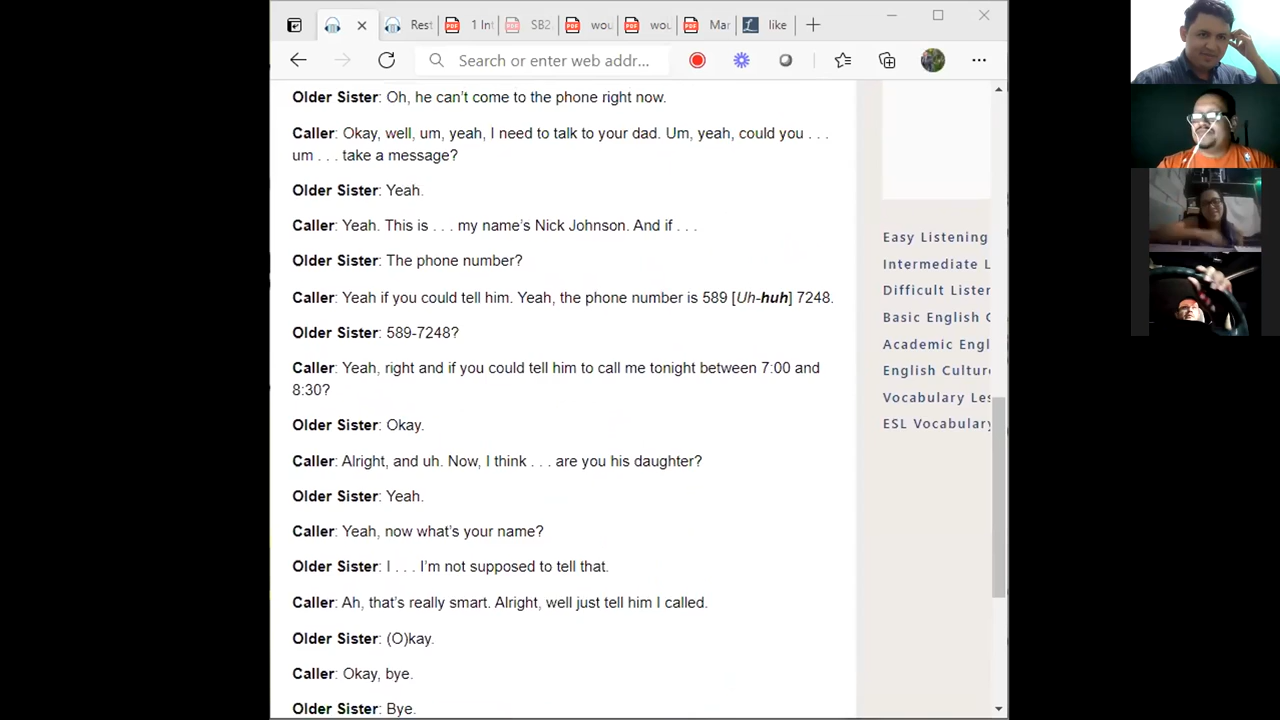 Rest
1 Int
SB2
wou
wou
Mar
like
Search or enter web addr...
Older Sister: Oh, he can't come to the phone right now.
Caller: Okay, well, um, yeah, I need to talk to your dad. Um, yeah, could you . . .
um . . . take a message?
Older Sister: Yeah.
Caller: Yeah. This is . . . my name's Nick Johnson. And if . . .
Older Sister: The phone number?
Caller: Yeah if you could tell him. Yeah, the phone number is 589 [Uh-huh] 7248.
Older Sister: 589-7248?
Caller: Yeah, right and if you could tell him to call me tonight between 7:00 and
8:30?
Older Sister: Okay.
Caller: Alright, and uh. Now, I think . . . are you his daughter?
Older Sister: Yeah.
Caller: Yeah, now what's your name?
Older Sister: I . . . I'm not supposed to tell that.
Caller: Ah, that's really smart. Alright, well just tell him I called.
Older Sister: (O)kay.
Caller: Okay, bye.
Older Sister: Bye.
Easy Listening
Intermediate L
Difficult Listen
Basic English C
Academic Engl
English Culture
Vocabulary Les
ESL Vocabulary